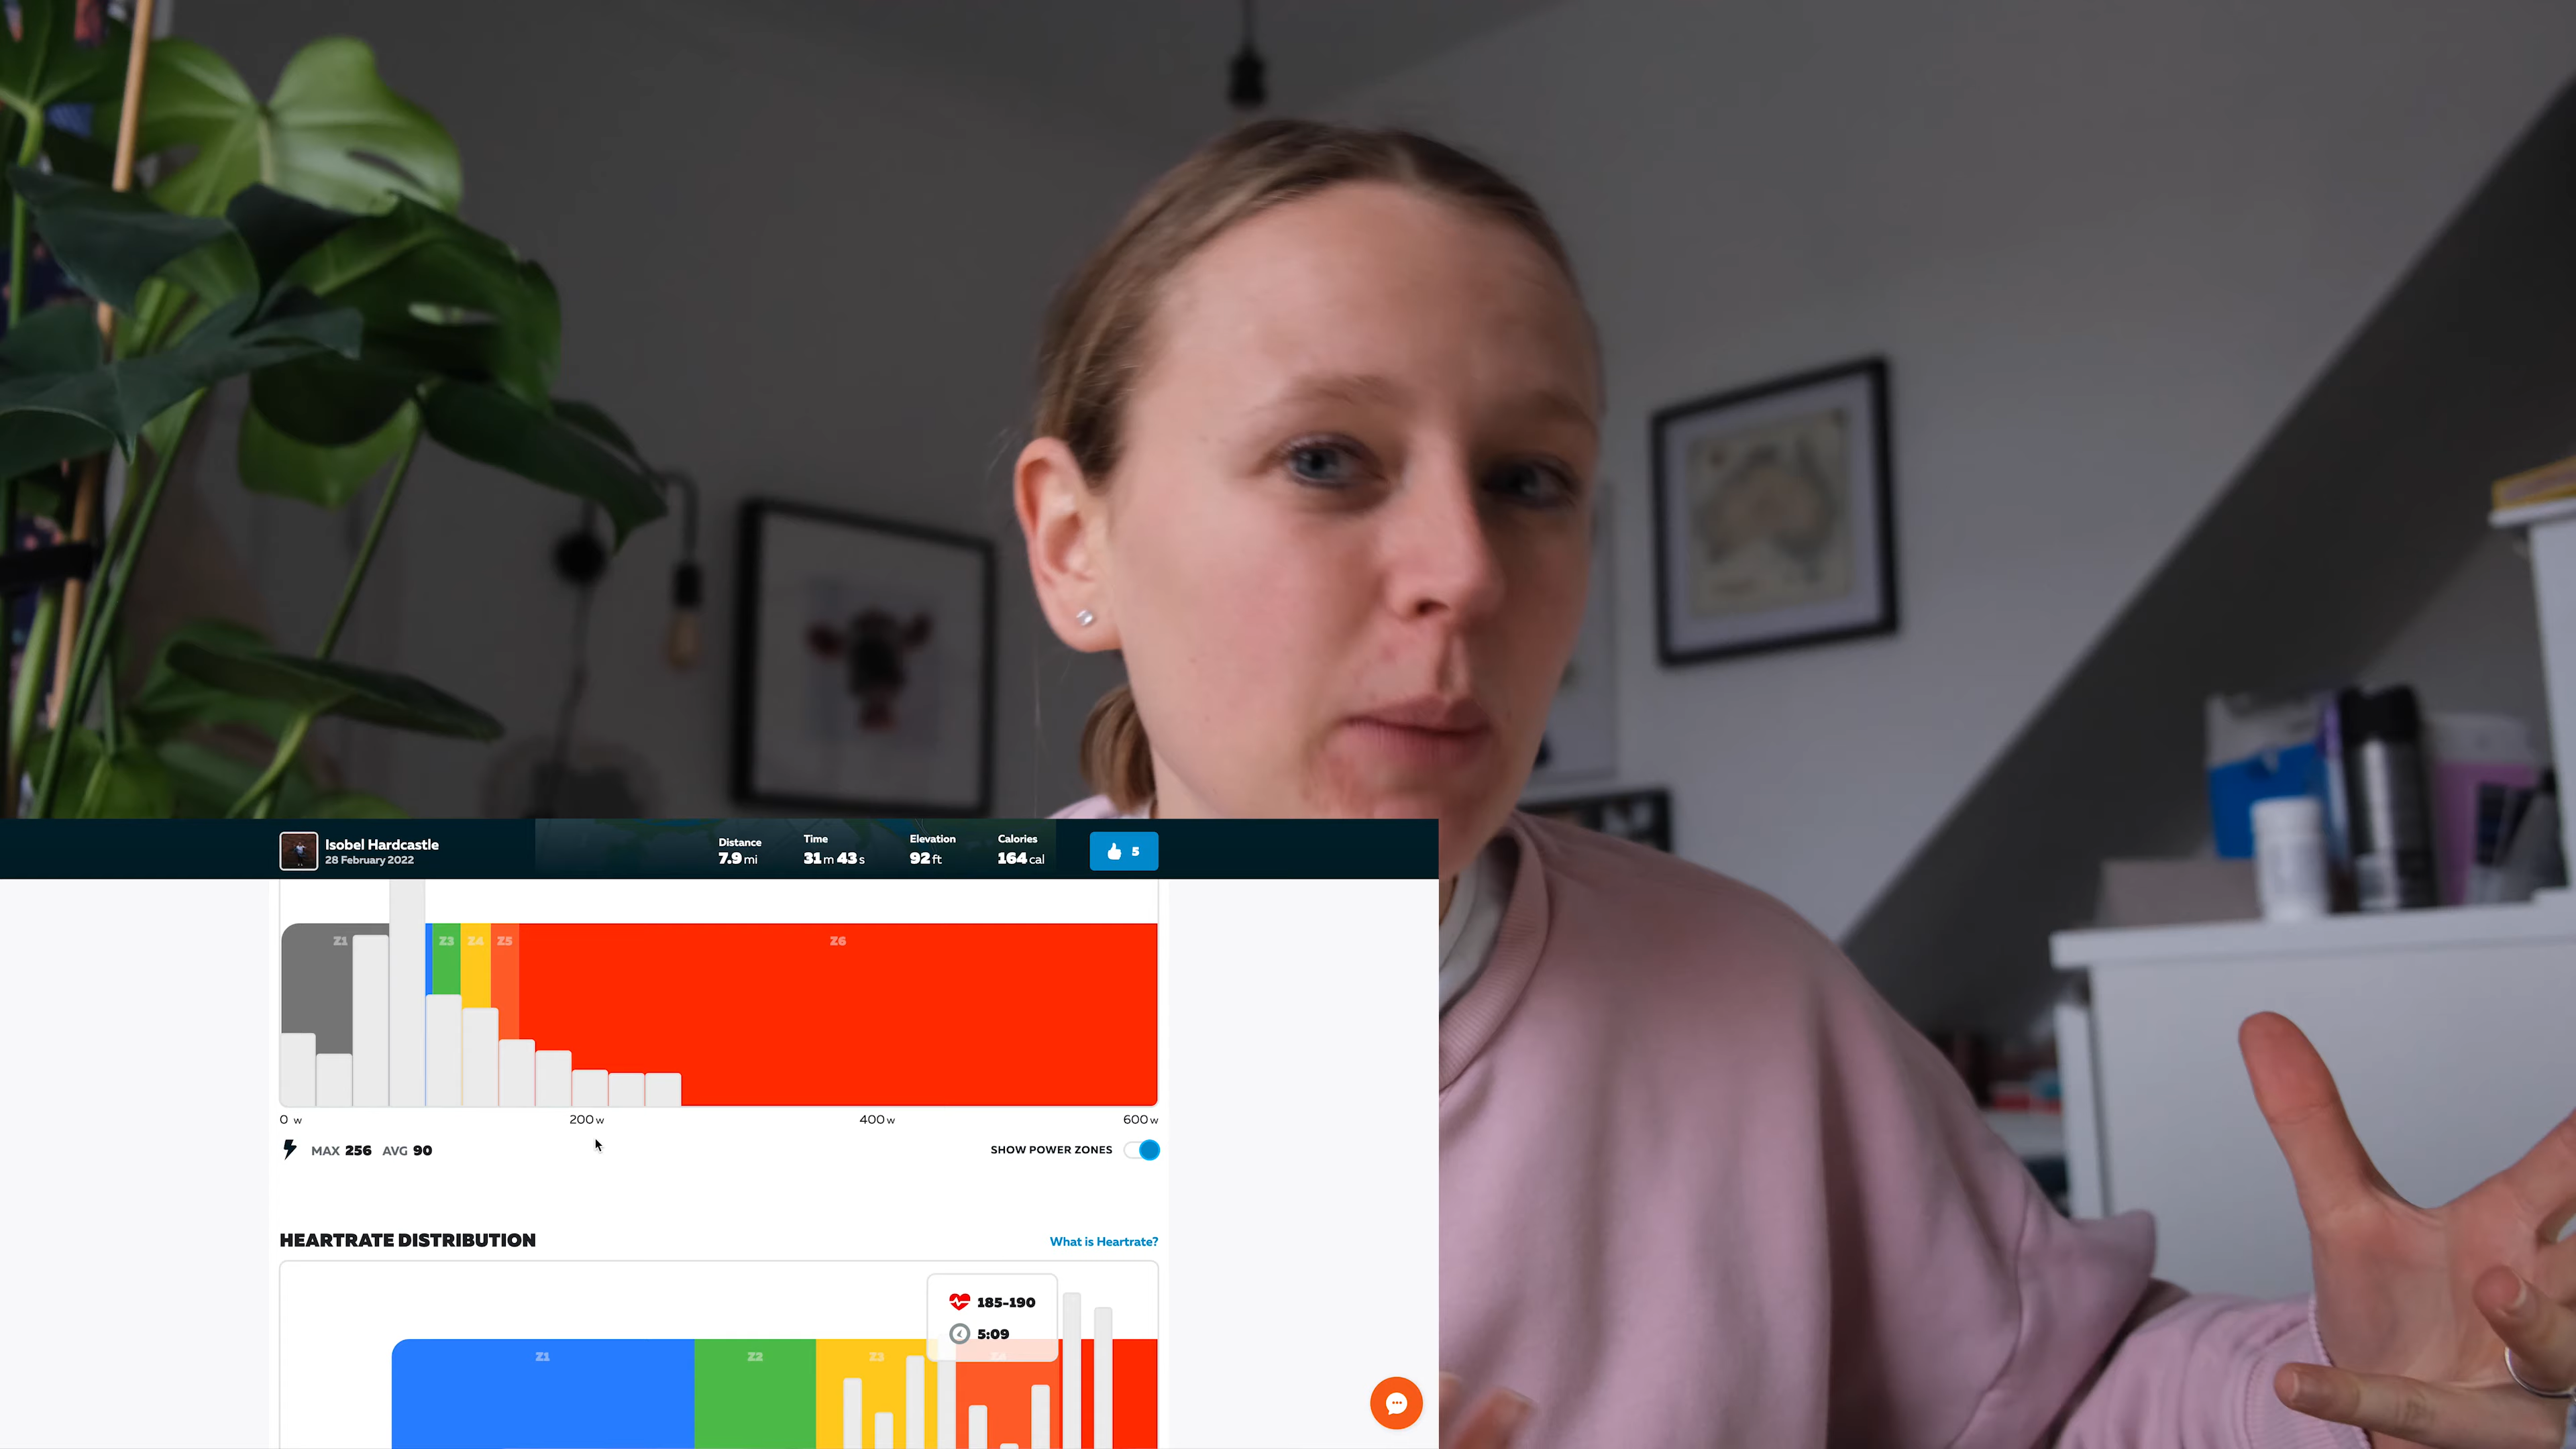 Isobel Hardcastle
28 February 2022
Distance
7.9 mi
Time
31 m 43 s
Elevation
92 ft
Calories
164 cal
5
Z1
Z3
Z4
Z5
Z6
0 w
200 w
400 w
600 w
MAX 256 AVG 90
SHOW POWER ZONES
HEARTRATE DISTRIBUTION
What is Heartrate?
185-190
5:09
Z1
Z2
Z3
Z4